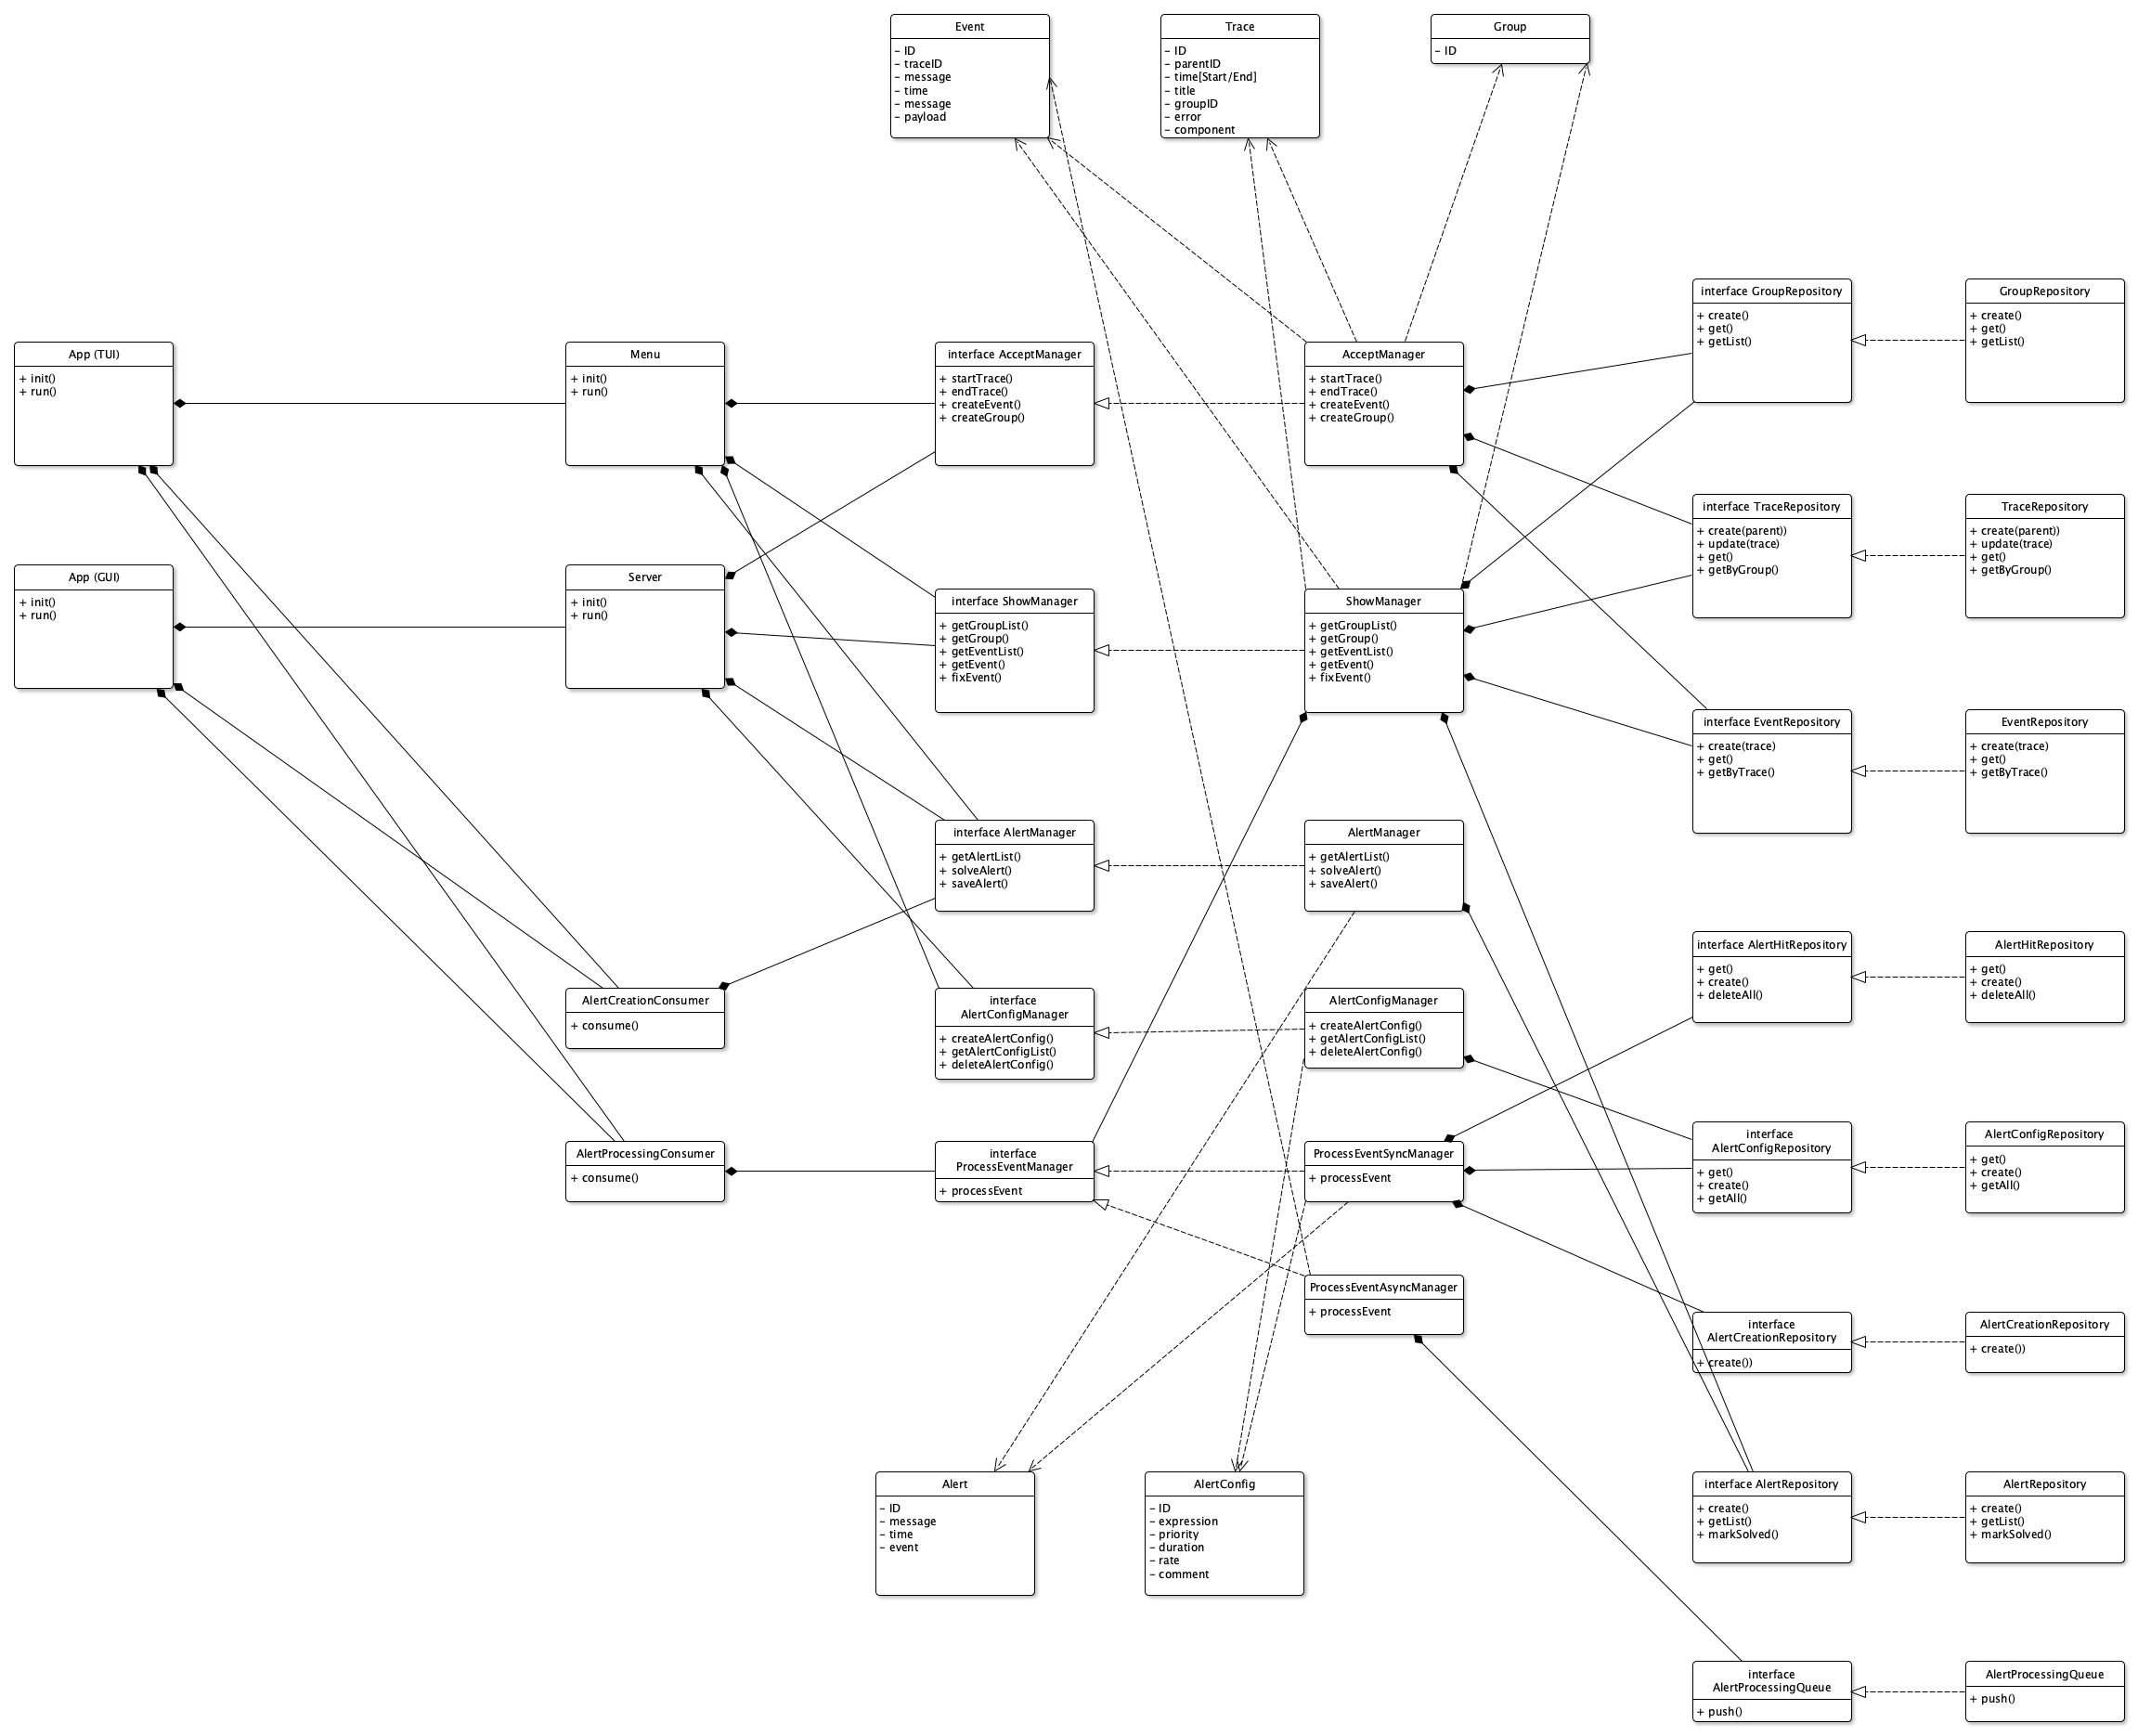 Event
– ID
– traceID
– message
– time
– message
– payload
Trace
– ID
– parentID
– time[Start/End]
– title
– groupID
– error
– component
Group
– ID
interface GroupRepository
+ create()
+ get()
+ getList()
GroupRepository
+ create()
+ get()
+ getList()
App (TUI)
+ init()
+ run()
Menu
+ init()
+ run()
interface AcceptManager
+ startTrace()
+ endTrace()
+ createEvent()
+ createGroup()
AcceptManager
+ startTrace()
+ endTrace()
+ createEvent()
+ createGroup()
interface TraceRepository
+ create(parent))
+ update(trace)
+ get()
+ getByGroup()
TraceRepository
+ create(parent))
+ update(trace)
+ get()
+ getByGroup()
App (GUI)
+ init()
+ run()
Server
+ init()
+ run()
interface ShowManager
+ getGroupList()
+ getGroup()
+ getEventList()
+ getEvent()
+ fixEvent()
ShowManager
+ getGroupList()
+ getGroup()
+ getEventList()
+ getEvent()
+ fixEvent()
interface EventRepository
+ create(trace)
+ get()
+ getByTrace()
EventRepository
+ create(trace)
+ get()
+ getByTrace()
interface AlertManager
+ getAlertList()
+ solveAlert()
+ saveAlert()
AlertManager
+ getAlertList()
+ solveAlert()
+ saveAlert()
interface AlertHitRepository
+ get()
+ create()
+ deleteAll()
AlertHitRepository
+ get()
+ create()
+ deleteAll()
AlertCreationConsumer
+ consume()
interface
AlertConfigManager
+ createAlertConfig()
+ getAlertConfigList()
+ deleteAlertConfig()
AlertConfigManager
+ createAlertConfig()
+ getAlertConfigList()
+ deleteAlertConfig()
interface
AlertConfigRepository
+ get()
+ create()
+ getAll()
AlertConfigRepository
+ get()
+ create()
+ getAll()
AlertProcessingConsumer
+ consume()
interface
ProcessEventManager
+ processEvent
ProcessEventSyncManager
+ processEvent
ProcessEventAsyncManager
+ processEvent
interface
AlertCreationRepository
+ create())
AlertCreationRepository
+ create())
Alert
– ID
– message
– time
– event
AlertConfig
– ID
– expression
– priority
– duration
– rate
– comment
interface AlertRepository
+ create()
+ getList()
+ markSolved()
AlertRepository
+ create()
+ getList()
+ markSolved()
interface
AlertProcessingQueue
+ push()
AlertProcessingQueue
+ push()